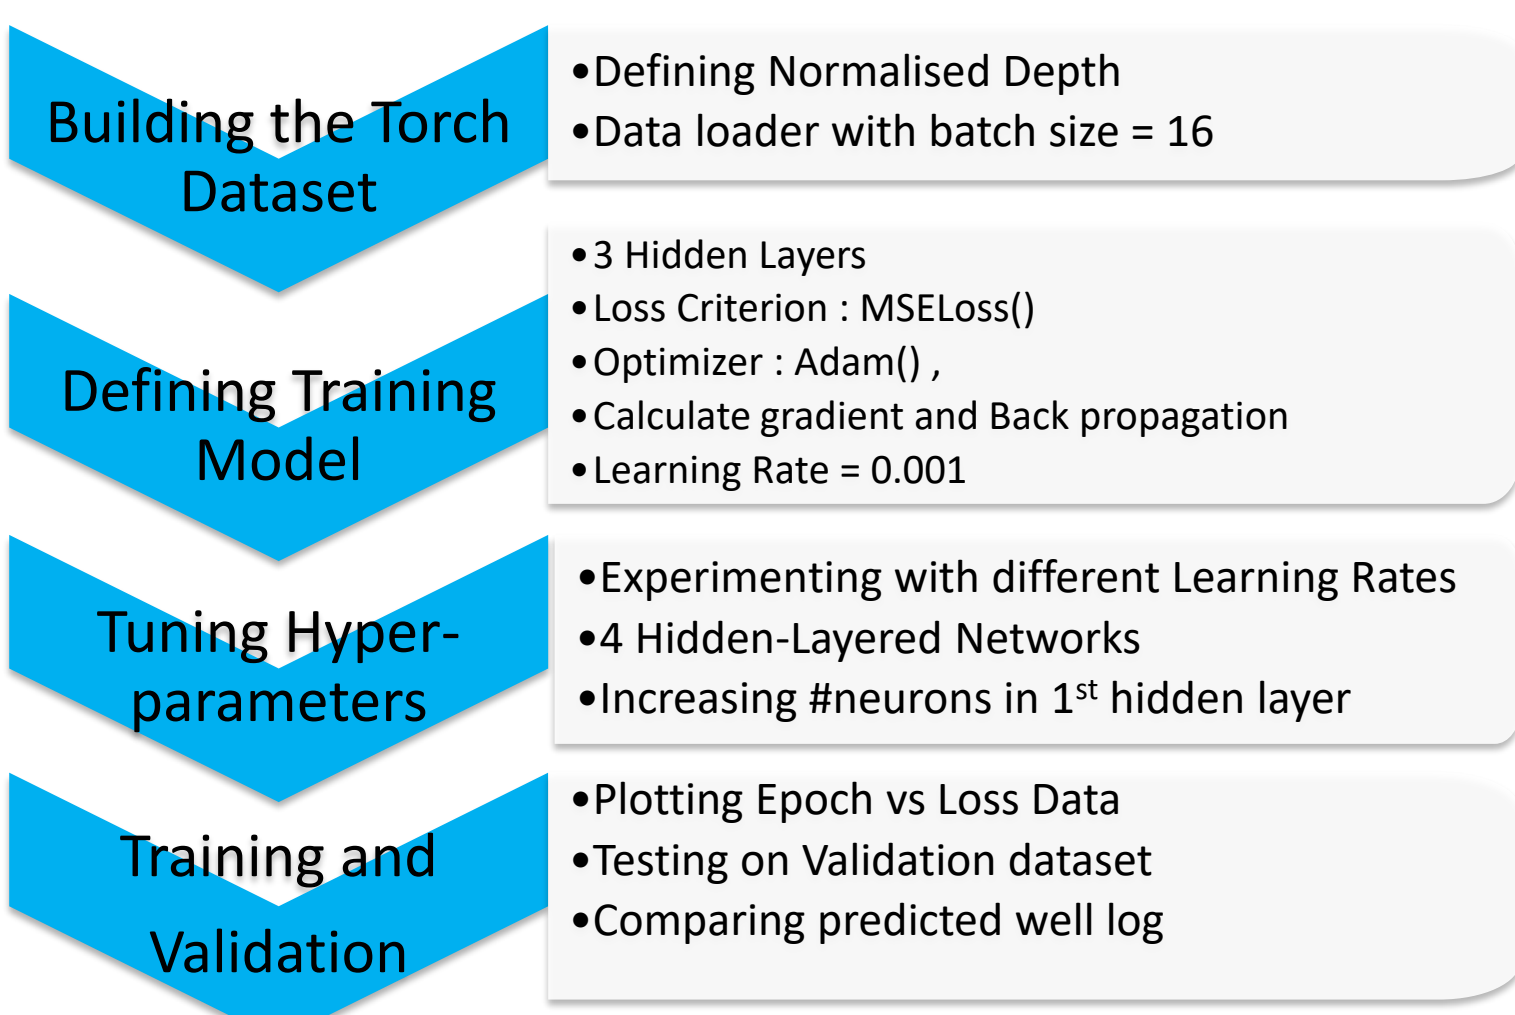 Building the Torch
Dataset
•Defining Normalised Depth
•Data loader with batch size = 16
Defining Training
Model
•3 Hidden Layers
•Loss Criterion : MSELoss()
•Optimizer : Adam() ,
•Calculate gradient and Back propagation
•Learning Rate = 0.001
Tuning Hyper-
parameters
•Experimenting with different Learning Rates
•4 Hidden-Layered Networks
•Increasing #neurons in 1st hidden layer
Training and
Validation
•Plotting Epoch vs Loss Data
•Testing on Validation dataset
•Comparing predicted well log